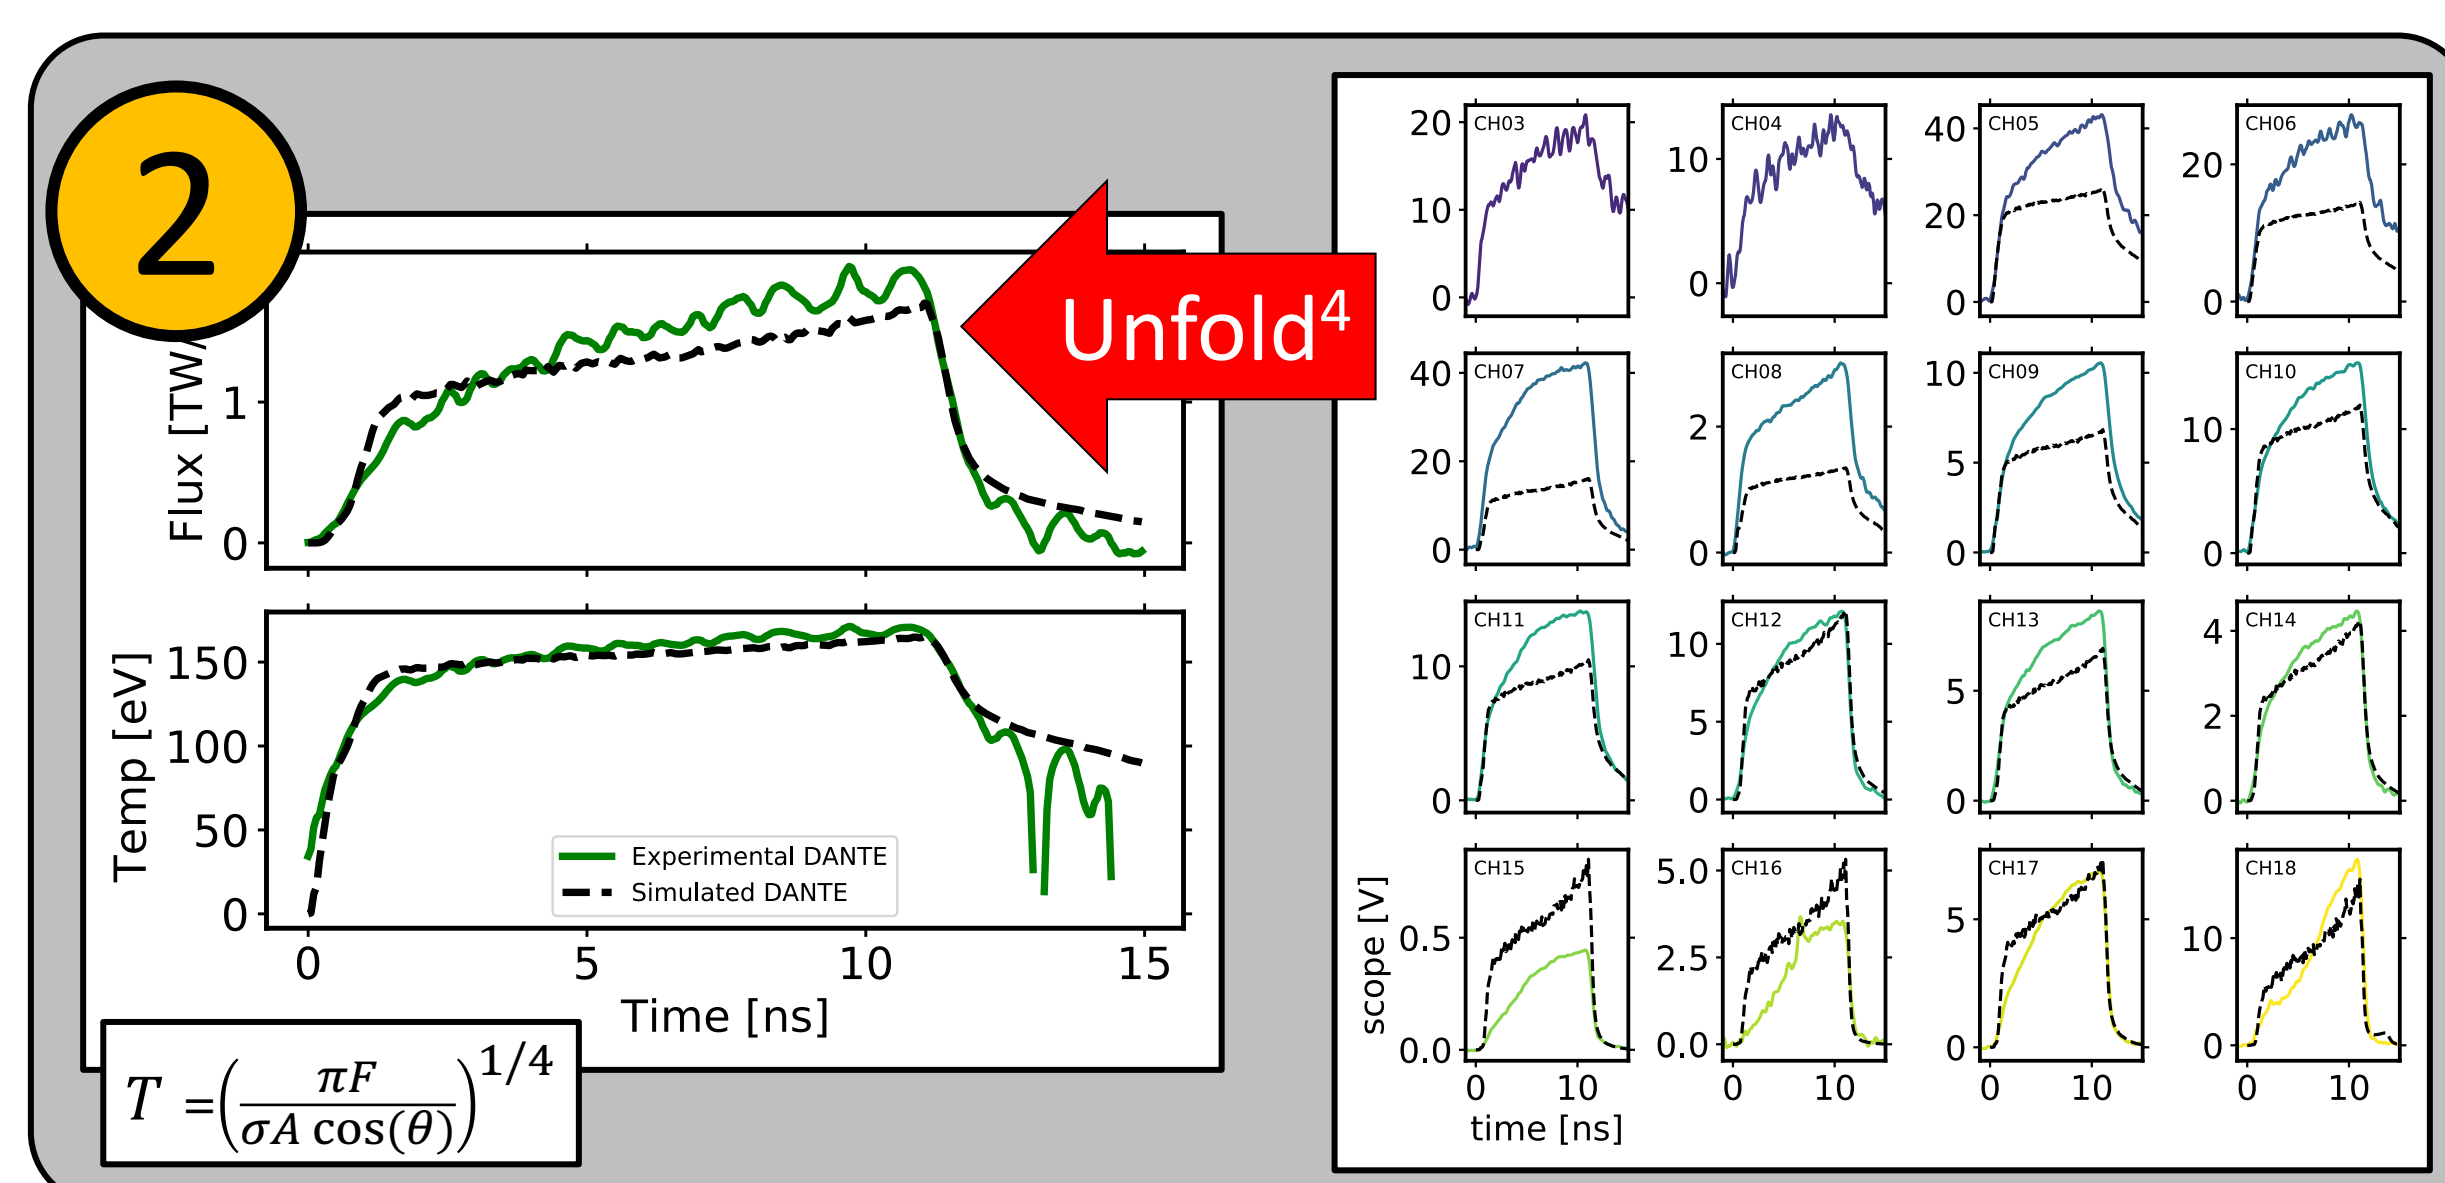 2
Flux [TW/
1
0
Temp [eV]
150
100
50
0
Experimental DANTE
Simulated DANTE
0 5 10 15
Time [ns]
T = (πF / σA cos(θ))^1/4
Unfold⁴
CH03
20
10
0
CH04
10
0
CH05
40
20
0
CH06
20
0
CH07
40
20
0
CH08
2
0
CH09
10
5
0
CH10
10
0
CH11
10
0
CH12
10
5
0
CH13
5
0
CH14
4
2
0
CH15
0.5
0.0
CH16
5.0
2.5
0.0
CH17
5
0
CH18
10
0
scope [V]
0 10 0 10 0 10 0 10
time [ns]